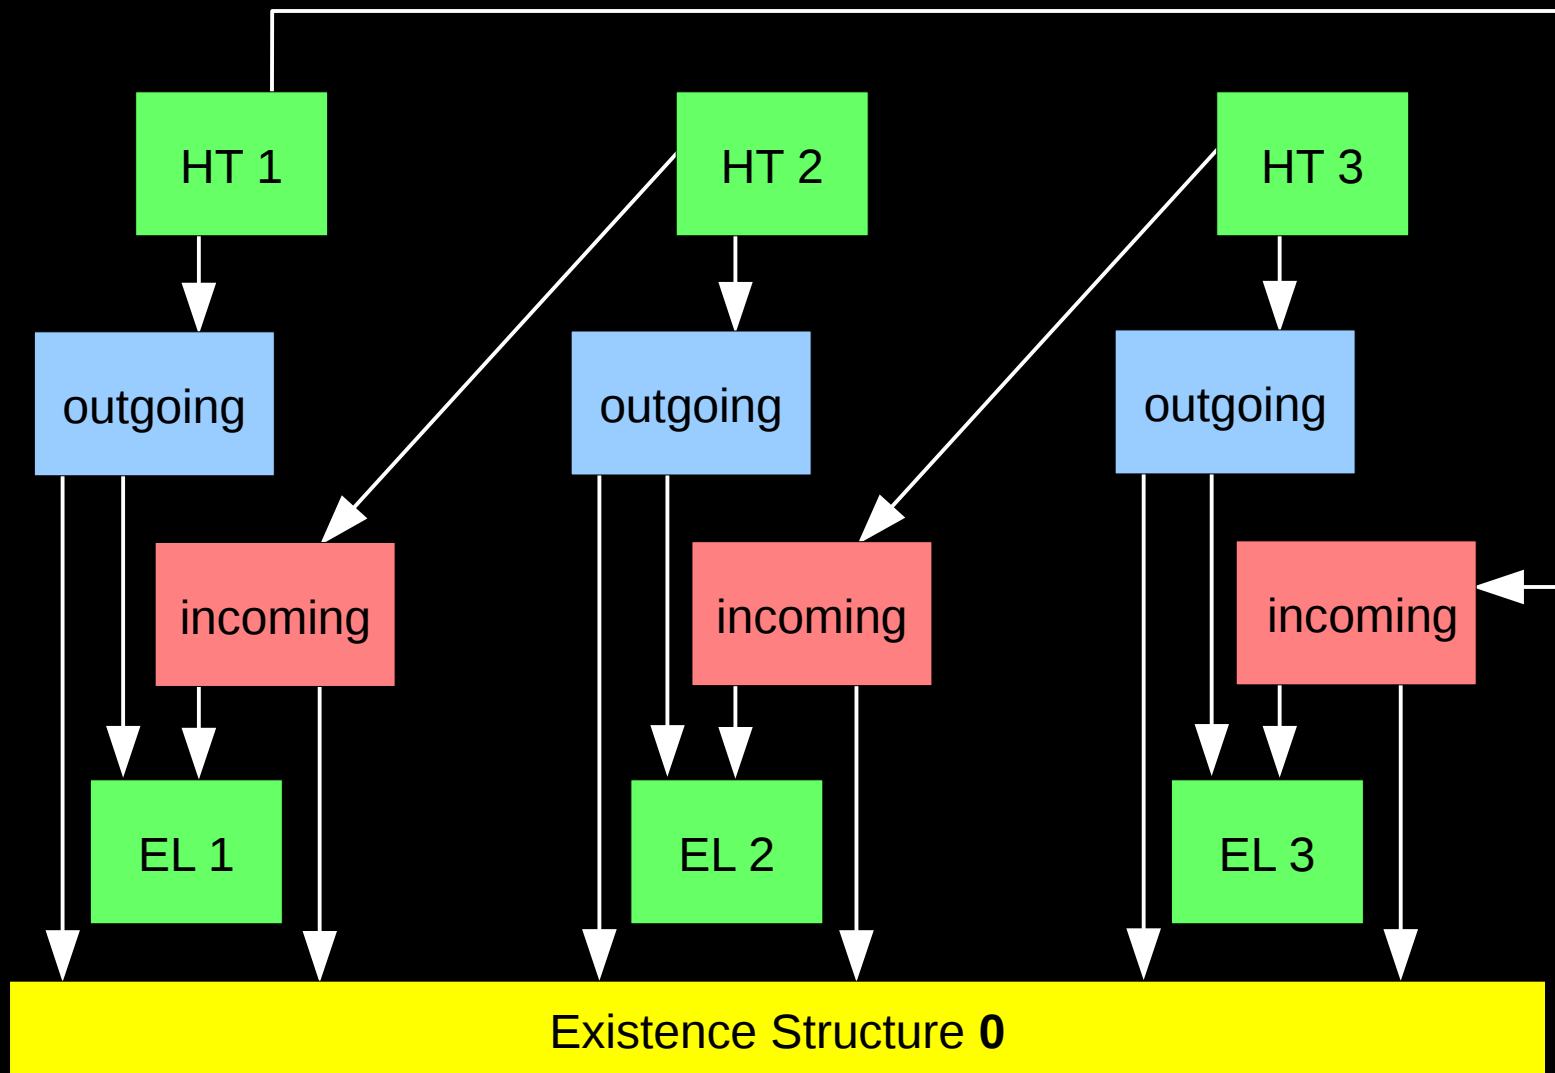 HT 1
HT 2
HT 3
outgoing
outgoing
outgoing
incoming
incoming
incoming
EL 1
EL 2
EL 3
Existence Structure 0